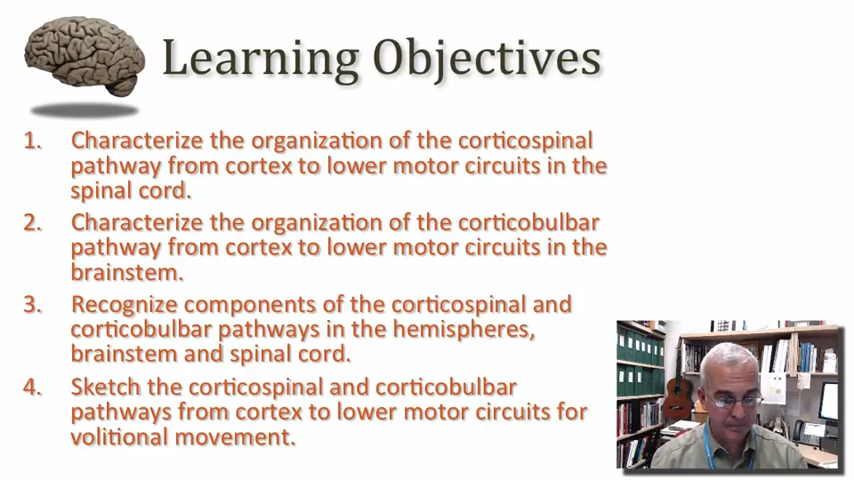 Learning Objectives
1. Characterize the organization of the corticospinal
pathway from cortex to lower motor circuits in the
spinal cord.
2. Characterize the organization of the corticobulbar
pathway from cortex to lower motor circuits in the
brainstem.
3. Recognize components of the corticospinal and
corticobulbar pathways in the hemispheres,
brainstem and spinal cord.
4. Sketch the corticospinal and corticobulbar
pathways from cortex to lower motor circuits for
volitional movement.